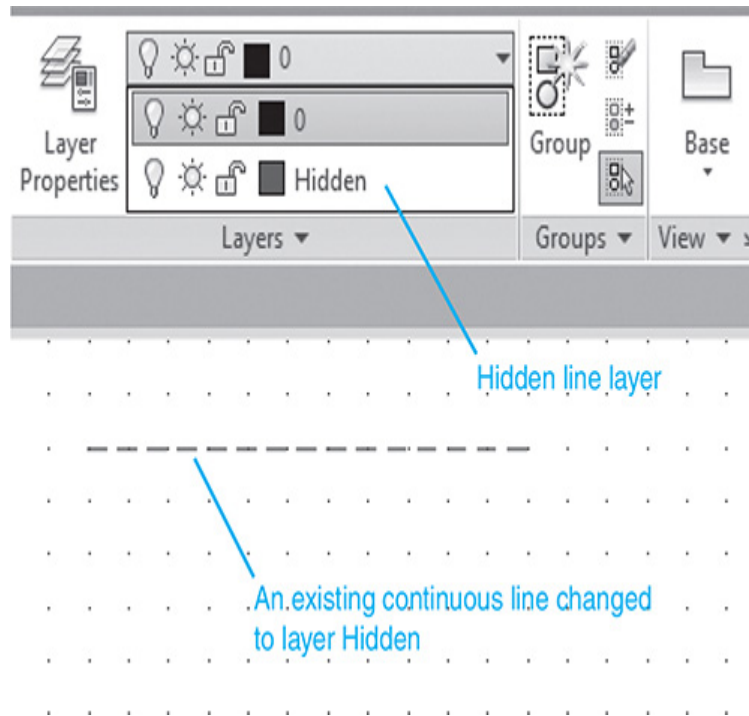 0
0
Layer
Properties
Hidden
Group
Base
Layers
Groups
View
Hidden line layer
An existing continuous line changed
to layer Hidden